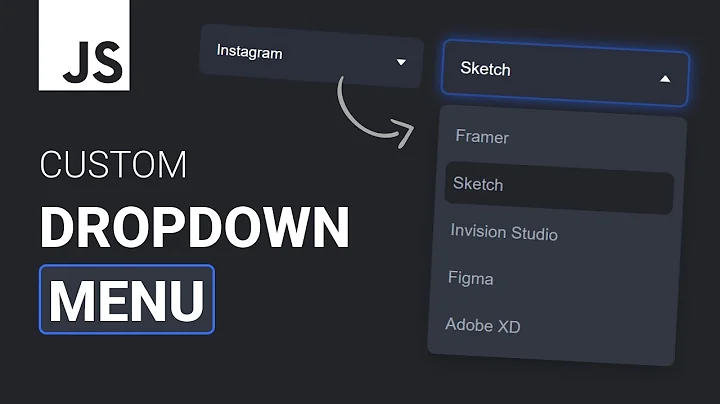 JS
CUSTOM
DROPDOWN
MENU
Instagram
Sketch
Framer
Sketch
Invision Studio
Figma
Adobe XD